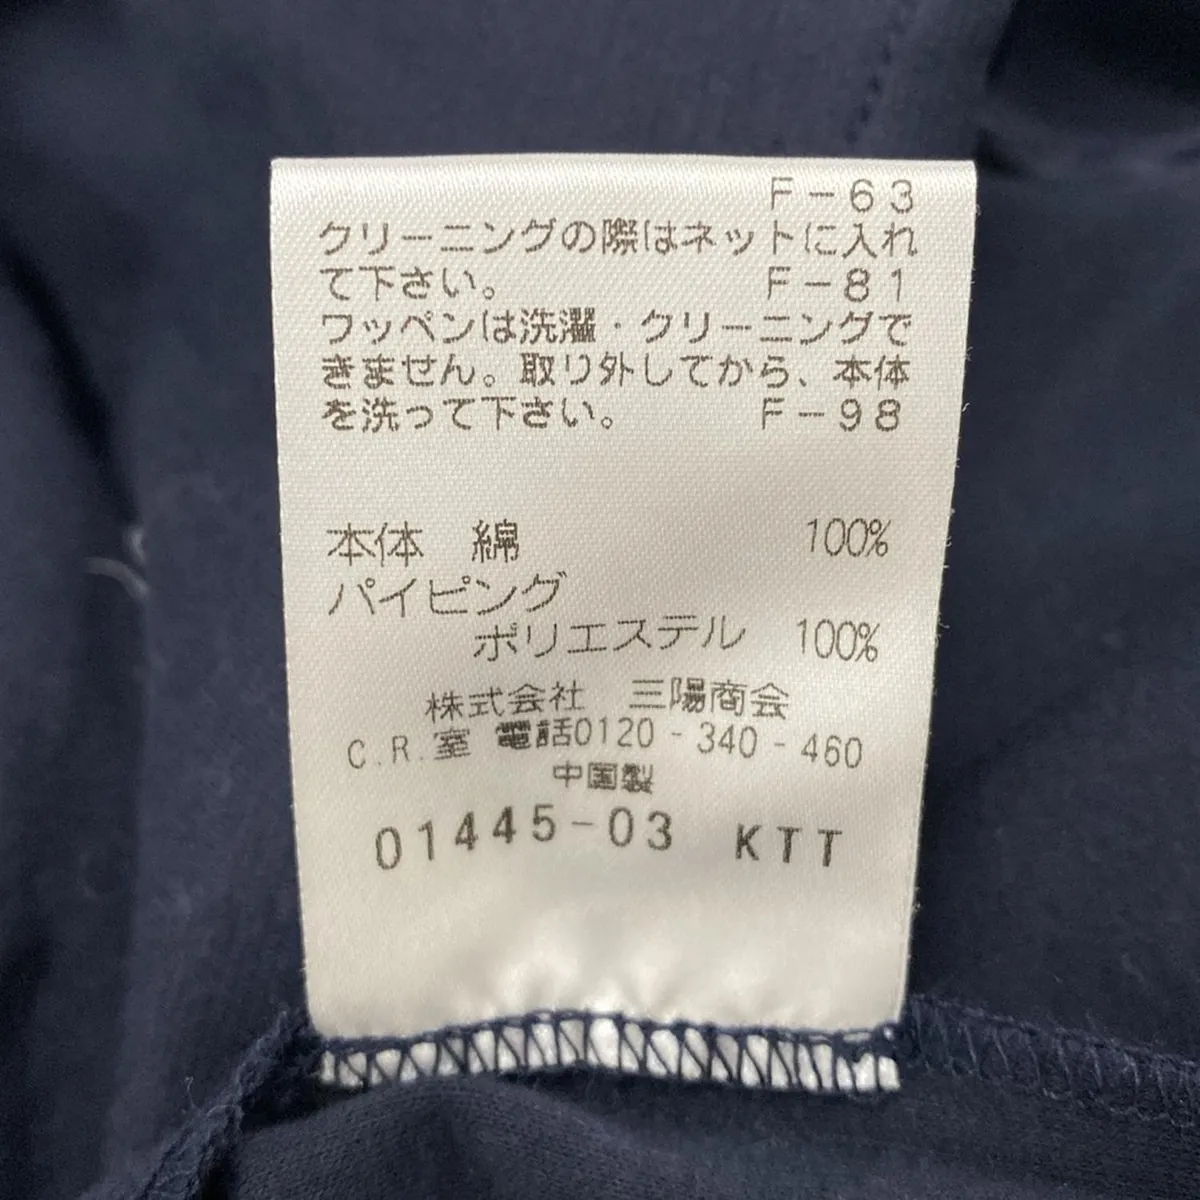 F-63
クリーニングの際はネットに入れ
て下さい。 F-81
ワッペンは洗濯・クリーニングで
きません。取り外してから、本体
を洗って下さい。 F-98
本体 綿 100%
パイピング
ポリエステル 100%
株式会社 三陽商会
C.R.室 電話0120-340-460
中国製
01445-03 KTT